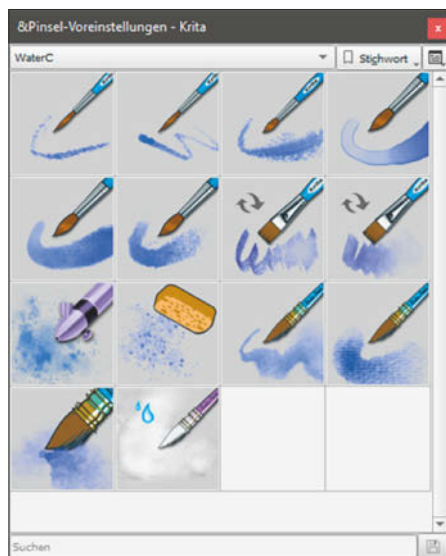 &Pinsel-Voreinstellungen - Krita
x
WaterC
Stichwort
Suchen